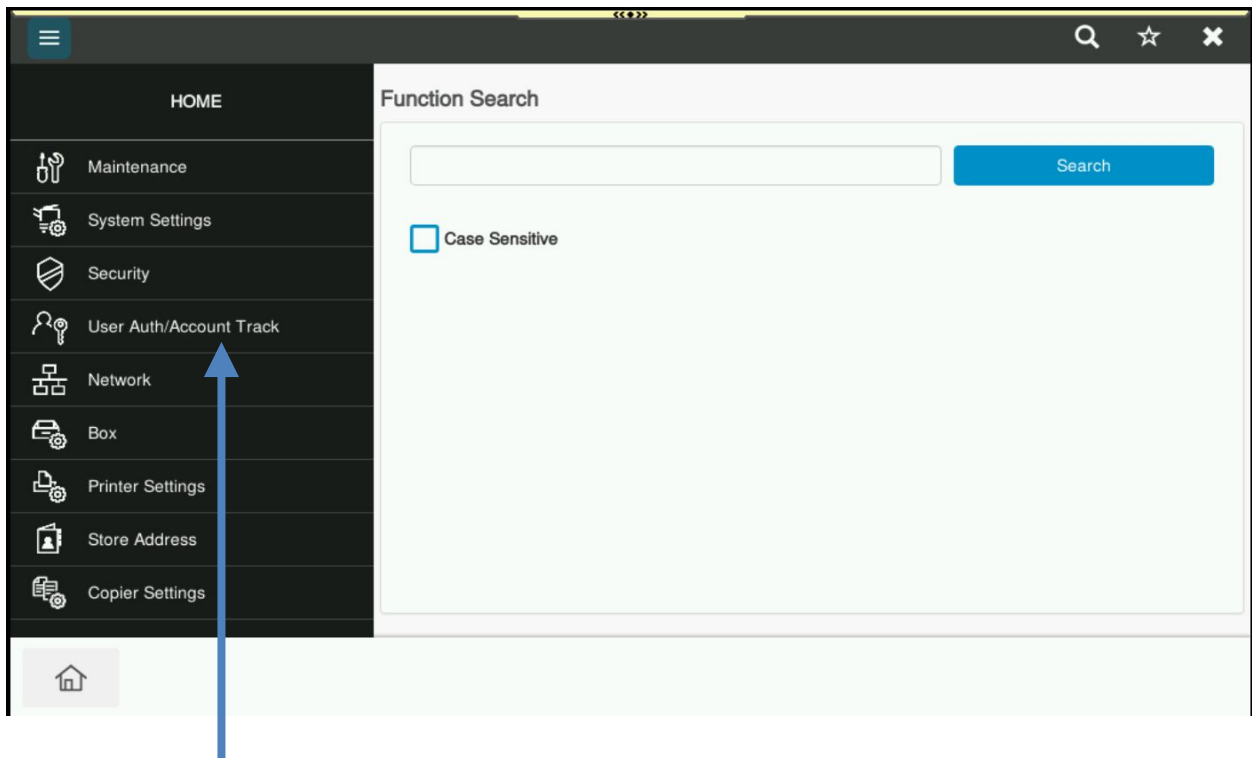 HOME
Function Search
Maintenance
Search
System Settings
Case Sensitive
Security
User Auth/Account Track
Network
Box
Printer Settings
Store Address
Copier Settings